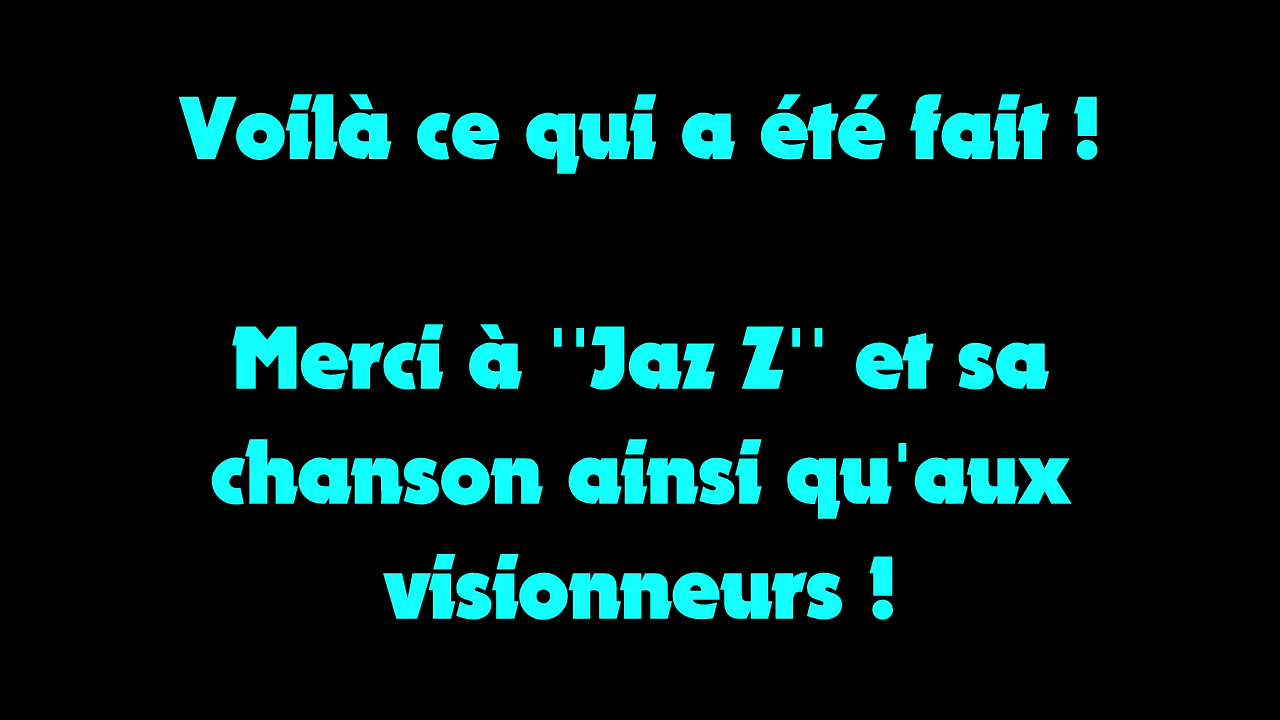 Voilà ce qui a été fait !
Merci à ''Jaz Z'' et sa
chanson ainsi qu'aux
visionneurs !